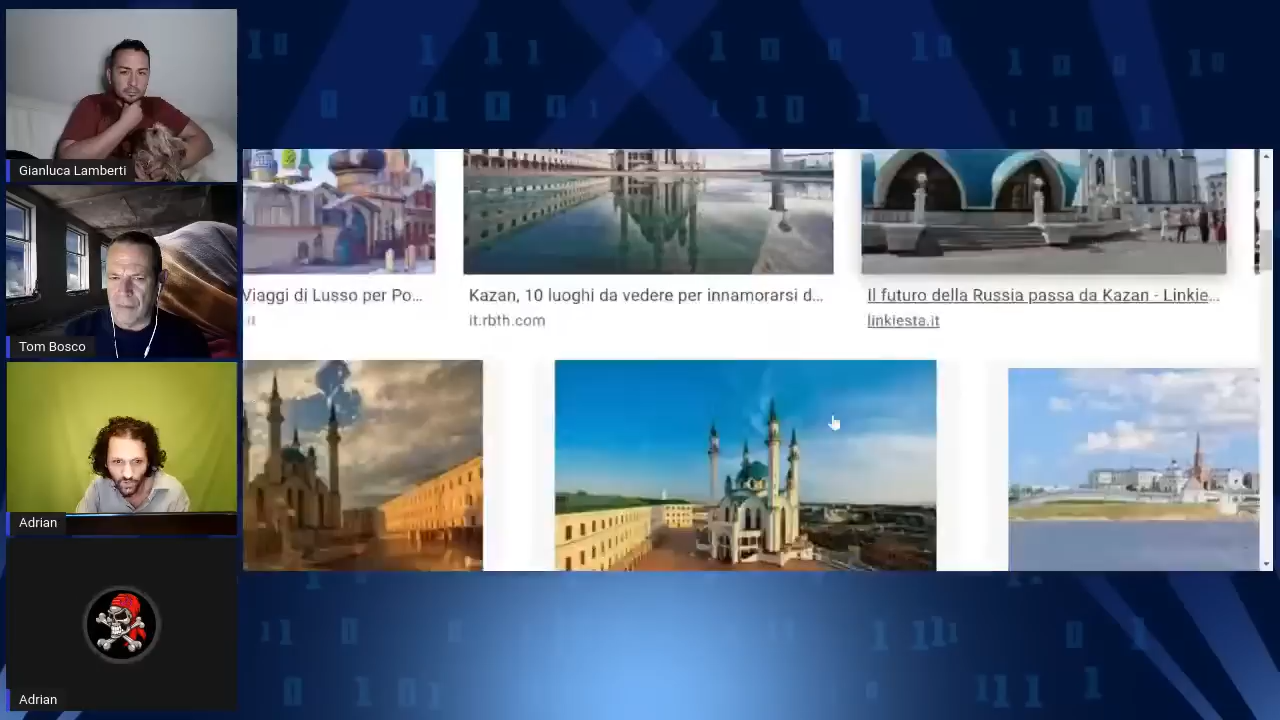 Gianluca Lamberti
Tom Bosco
Adrian
Adrian
Viaggi di Lusso per Po...
it
Kazan, 10 luoghi da vedere per innamorarsi d...
it.rbth.com
Il futuro della Russia passa da Kazan - Linkie...
linkiesta.it